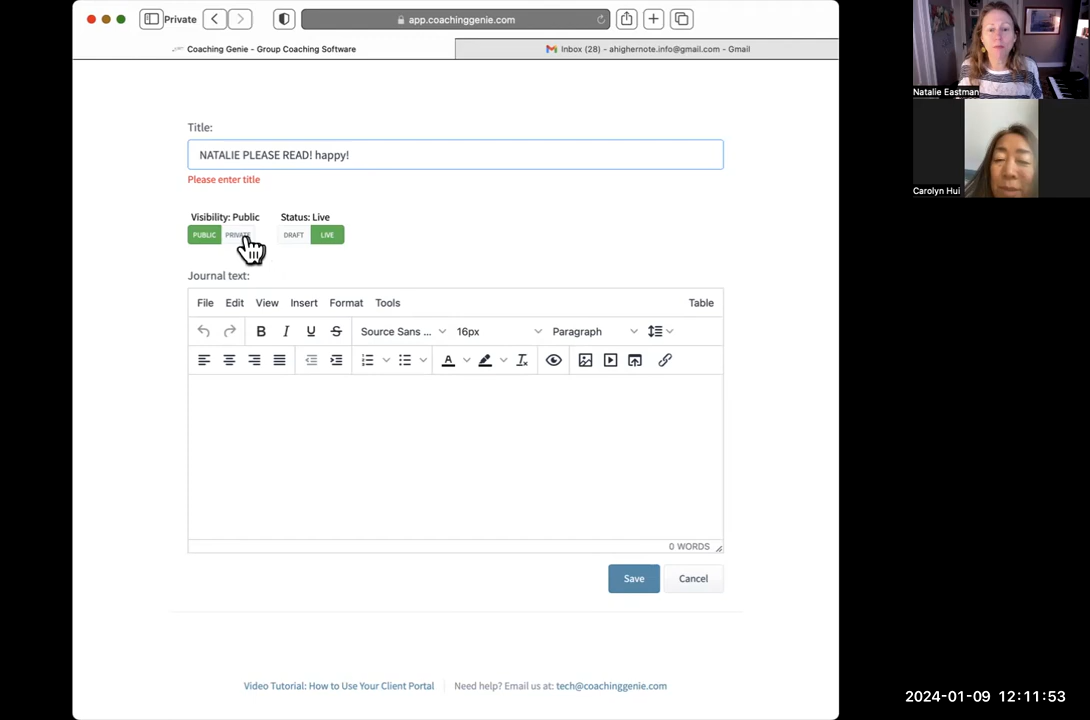 Private
app.coachinggenie.com
Coaching Genie - Group Coaching Software
Inbox (28) - ahighernote.info@gmail.com - Gmail
Natalie Eastman
Carolyn Hui
Title:
NATALIE PLEASE READ! happy!
Please enter title
Visibility: Public
Status: Live
PUBLIC
PRIVATE
DRAFT
LIVE
Journal text:
File Edit View Insert Format Tools Table
B I U S Source Sans ... 16px Paragraph
A
0 WORDS
Save
Cancel
Video Tutorial: How to Use Your Client Portal
Need help? Email us at: tech@coachinggenie.com
2024-01-09 12:11:53